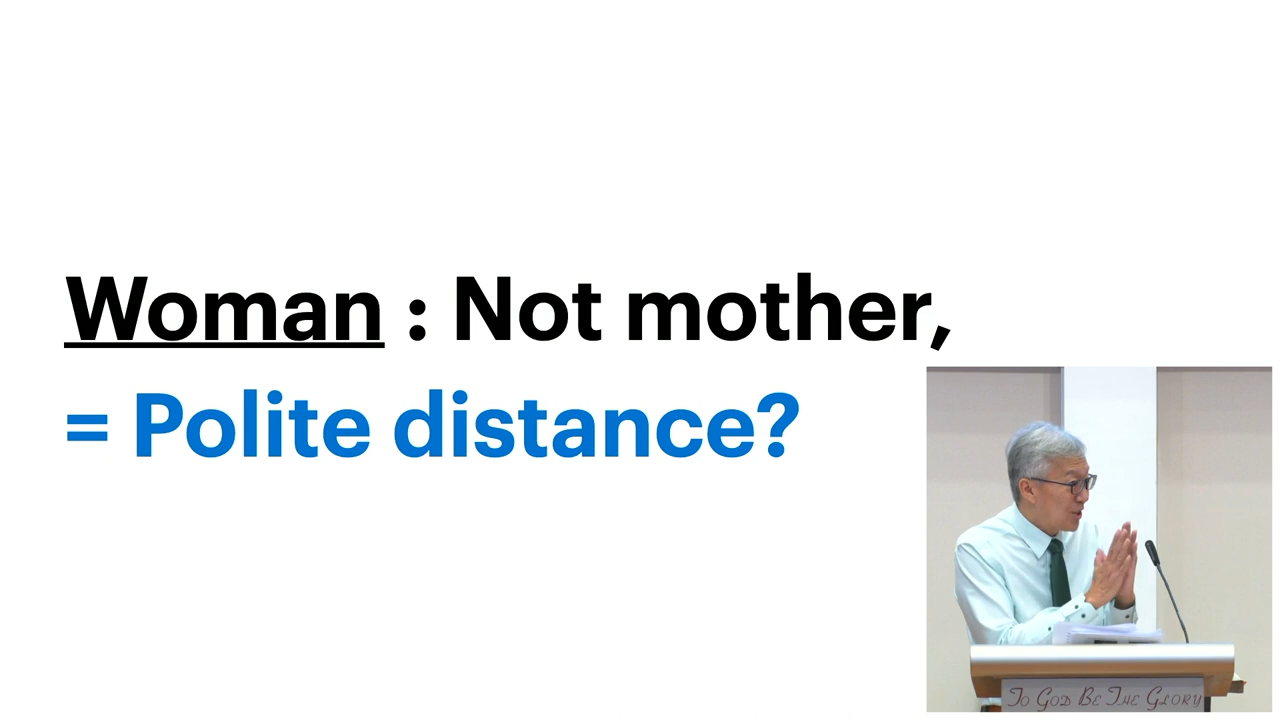 Woman : Not mother,
= Polite distance?
To God Be The Glory